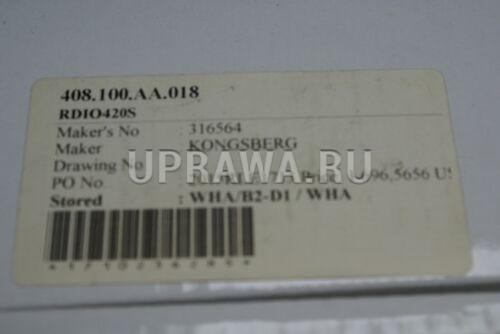 408.100.AA.018
RDIO420S
Maker's No : 316564
Maker : KONGSBERG
Drawing No
PO No
Stored : WHA/B2-D1 / WHA
UPRAWA.RU